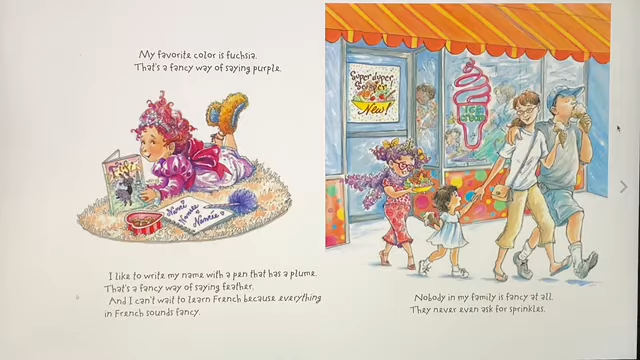 My favorite color is fuchsia.
That's a fancy way of saying purple.
Nanci
Nancee
Nancie
I like to write my name with a pen that has a plume.
That's a fancy way of saying feather.
And I can't wait to learn French because everything
in French sounds fancy.
Super-duper
New!
ICE
cream
Nobody in my family is fancy at all.
They never even ask for sprinkles.